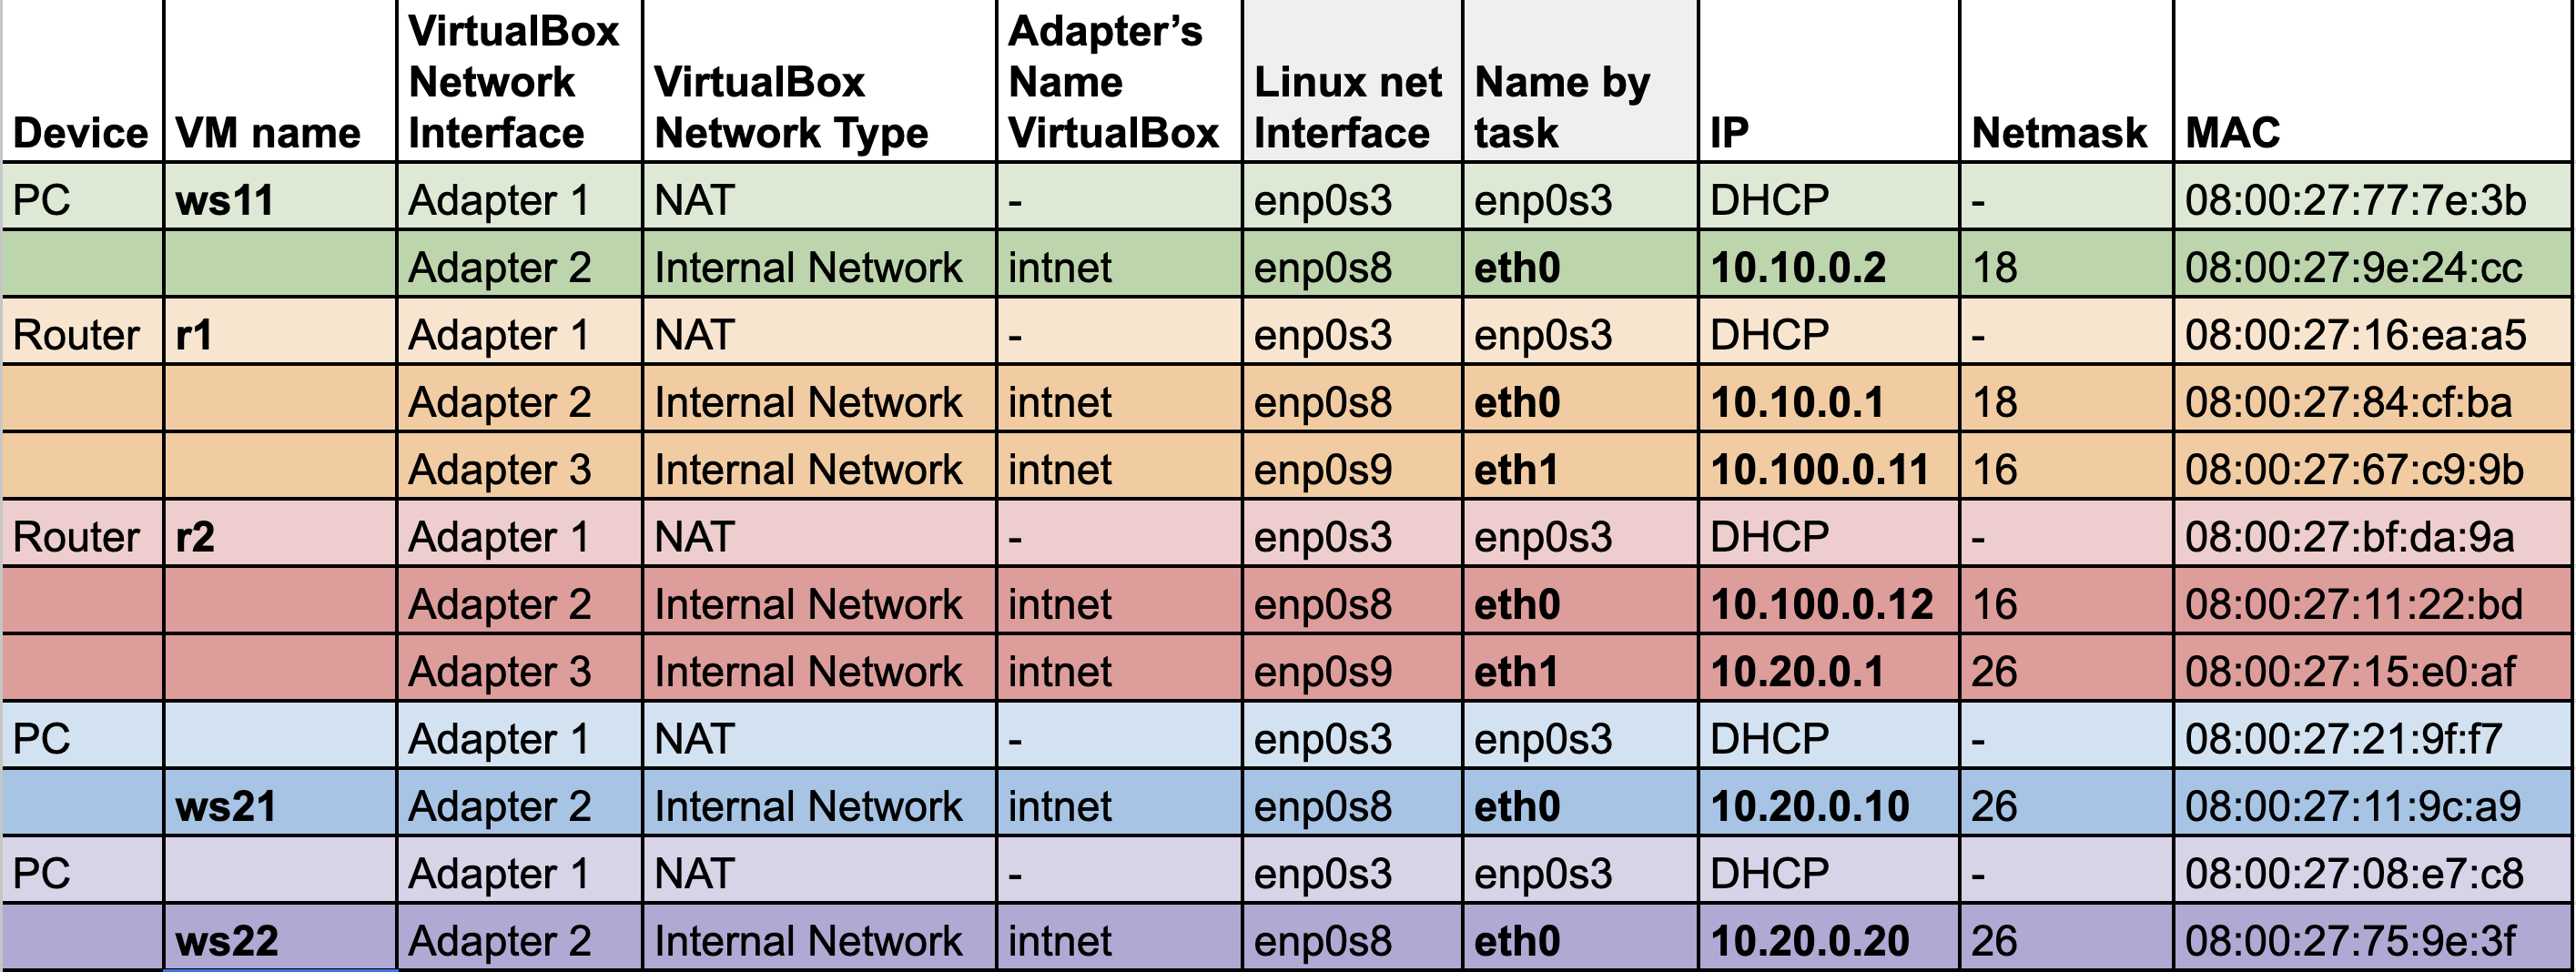 Device VM name VirtualBox Network Interface VirtualBox Network Type Adapter’s Name VirtualBox Linux net Interface Name by task IP Netmask MAC
PC ws11 Adapter 1 NAT - enp0s3 enp0s3 DHCP - 08:00:27:77:7e:3b
Adapter 2 Internal Network intnet enp0s8 eth0 10.10.0.2 18 08:00:27:9e:24:cc
Router r1 Adapter 1 NAT - enp0s3 enp0s3 DHCP - 08:00:27:16:ea:a5
Adapter 2 Internal Network intnet enp0s8 eth0 10.10.0.1 18 08:00:27:84:cf:ba
Adapter 3 Internal Network intnet enp0s9 eth1 10.100.0.11 16 08:00:27:67:c9:9b
Router r2 Adapter 1 NAT - enp0s3 enp0s3 DHCP - 08:00:27:bf:da:9a
Adapter 2 Internal Network intnet enp0s8 eth0 10.100.0.12 16 08:00:27:11:22:bd
Adapter 3 Internal Network intnet enp0s9 eth1 10.20.0.1 26 08:00:27:15:e0:af
PC Adapter 1 NAT - enp0s3 enp0s3 DHCP - 08:00:27:21:9f:f7
ws21 Adapter 2 Internal Network intnet enp0s8 eth0 10.20.0.10 26 08:00:27:11:9c:a9
PC Adapter 1 NAT - enp0s3 enp0s3 DHCP - 08:00:27:08:e7:c8
ws22 Adapter 2 Internal Network intnet enp0s8 eth0 10.20.0.20 26 08:00:27:75:9e:3f